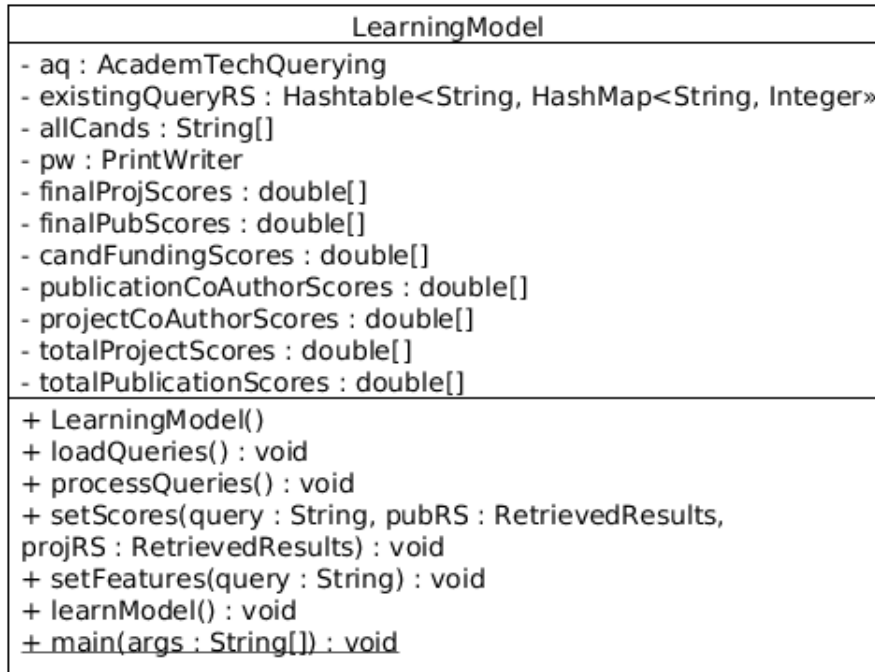 LearningModel
- aq : AcademTechQuerying
- existingQueryRS : Hashtable<String, HashMap<String, Integer»
- allCands : String[]
- pw : PrintWriter
- finalProjScores : double[]
- finalPubScores : double[]
- candFundingScores : double[]
- publicationCoAuthorScores : double[]
- projectCoAuthorScores : double[]
- totalProjectScores : double[]
- totalPublicationScores : double[]
+ LearningModel()
+ loadQueries() : void
+ processQueries() : void
+ setScores(query : String, pubRS : RetrievedResults,
projRS : RetrievedResults) : void
+ setFeatures(query : String) : void
+ learnModel() : void
+ main(args : String[]) : void